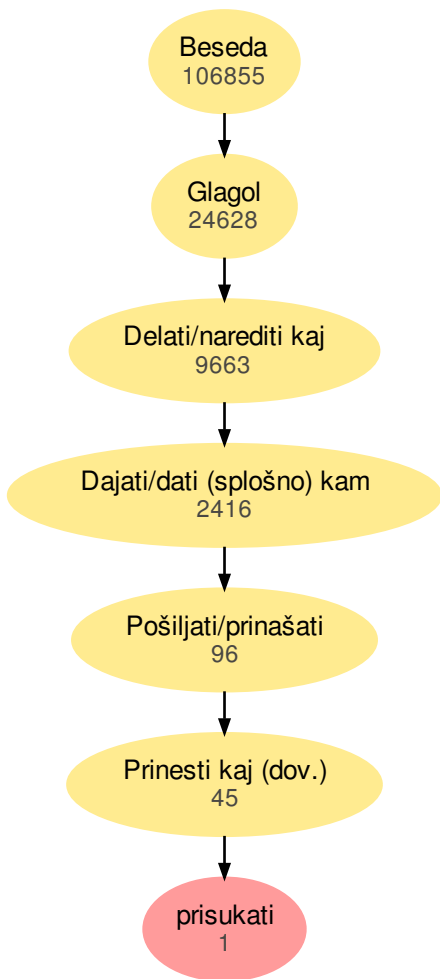 Beseda
106855
Glagol
24628
Delati/narediti kaj
9663
Dajati/dati (splošno) kam
2416
Pošiljati/prinašati
96
Prinesti kaj (dov.)
45
prisukati
1